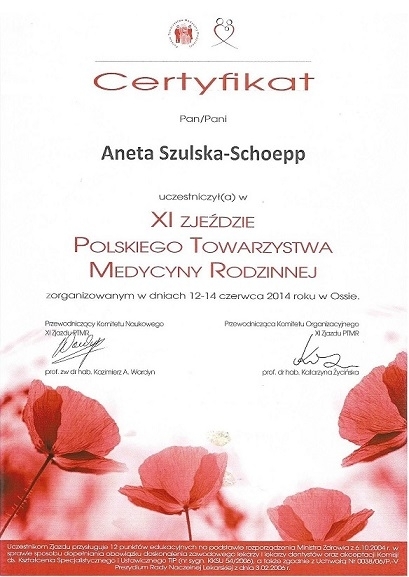 Certyfikat
Pan/Pani
Aneta Szulska-Schoepp
uczestniczył(a) w
XI ZJEŹDZIE
POLSKIEGO TOWARZYSTWA
MEDYCYNY RODZINNEJ
zorganizowanym w dniach 12-14 czerwca 2014 roku w Ossie.
Przewodniczący Komitetu Naukowego
XI Zjazdu PTMR
prof. zw dr hab. Kazimierz A. Wardyn
Przewodnicząca Komitetu Organizacyjnego
XI Zjazdu PTMR
prof. dr hab. Katarzyna Życińska
Uczestnikom Zjazdu przysługuje 12 punktów edukacyjnych na podstawie rozporządzenia Ministra Zdrowia z 6.10.2004 r. w
sprawie sposobu dopełniania obowiązku doskonalenia zawodowego lekarzy i lekarzy dentystów oraz akceptacji Komisji
ds. Kształcenia Specjalistycznego i Ustawicznego TIP (nr sygn. KKSU 54/2006), a także zgodnie z Uchwałą Nr 0038/06/P-V
Prezydium Rady Naczelnej Lekarskiej z dnia 3.02.2006 r.